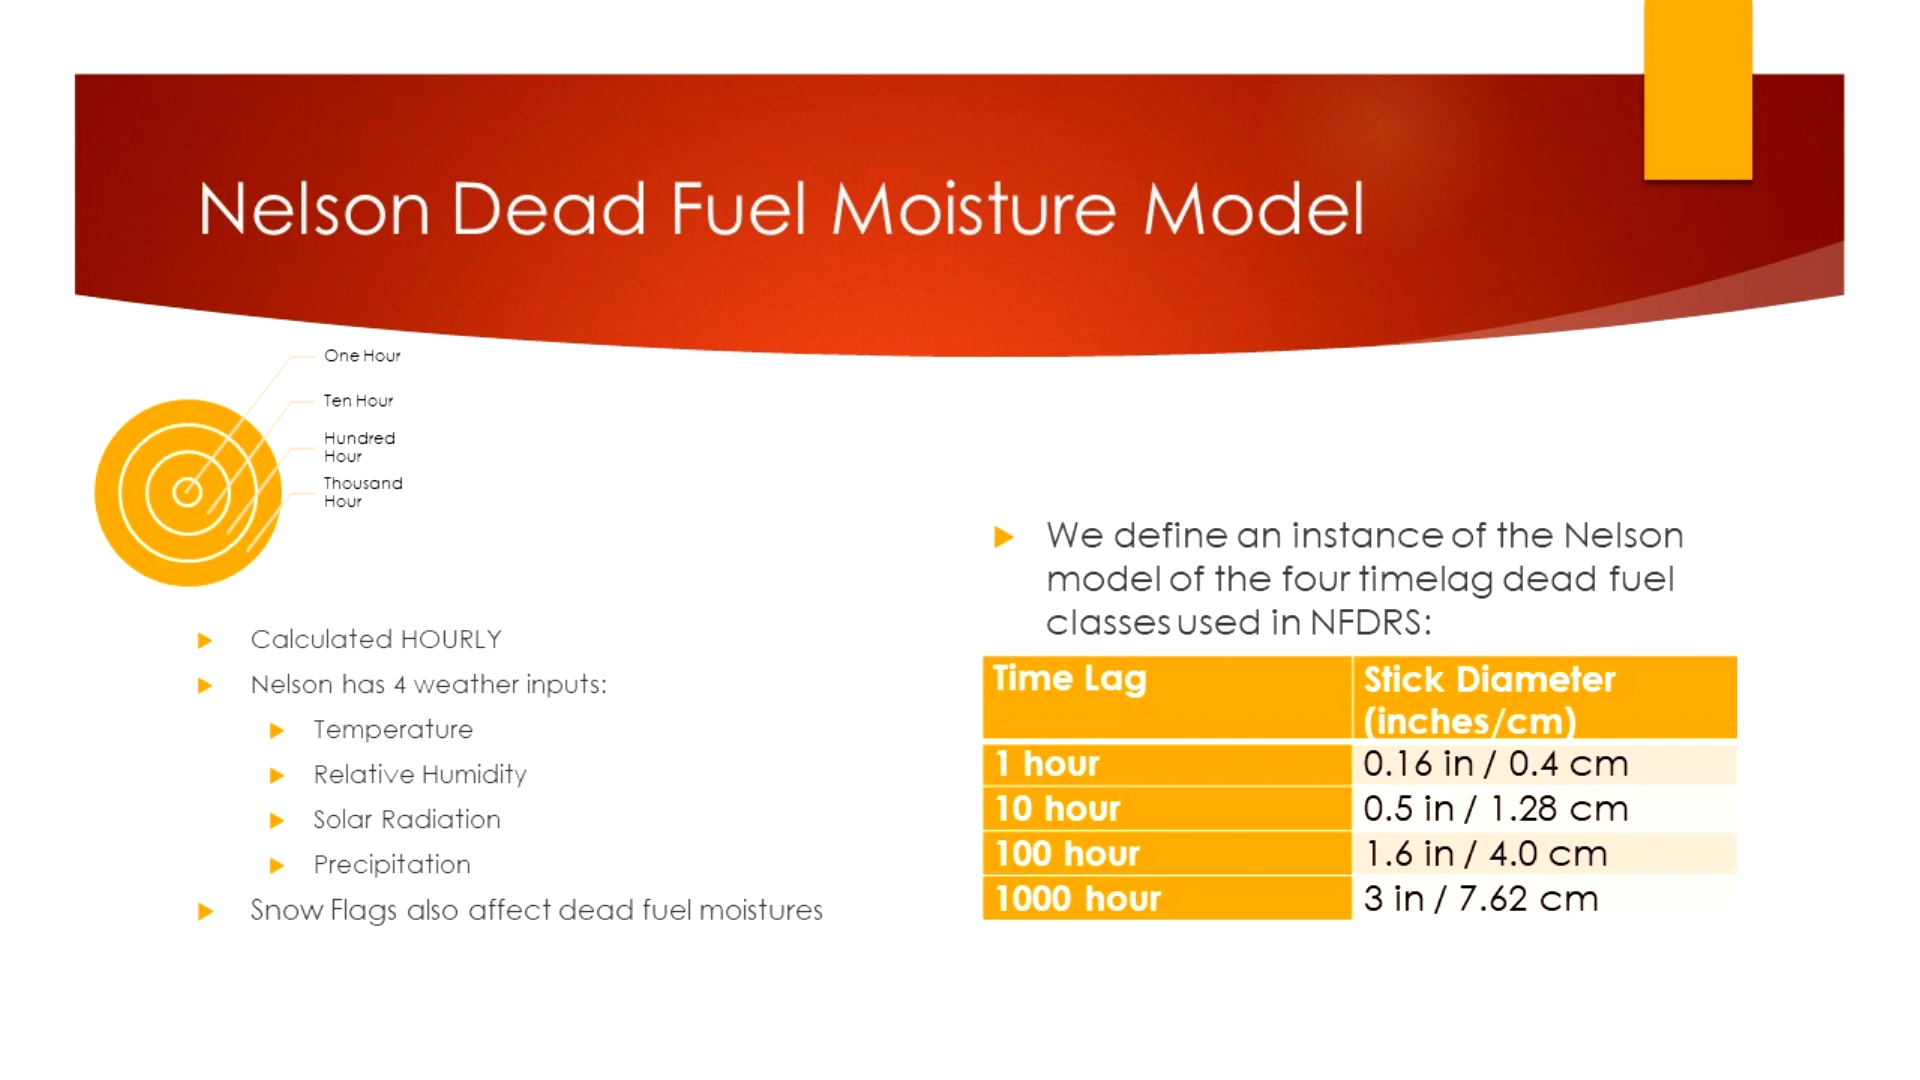 Nelson Dead Fuel Moisture Model
One Hour
Ten Hour
Hundred
Hour
Thousand
Hour
Calculated HOURLY
Nelson has 4 weather inputs:
Temperature
Relative Humidity
Solar Radiation
Precipitation
Snow Flags also affect dead fuel moistures
We define an instance of the Nelson
model of the four timelag dead fuel
classes used in NFDRS:
Time Lag
Stick Diameter
(inches/cm)
1 hour
0.16 in / 0.4 cm
10 hour
0.5 in / 1.28 cm
100 hour
1.6 in / 4.0 cm
1000 hour
3 in / 7.62 cm